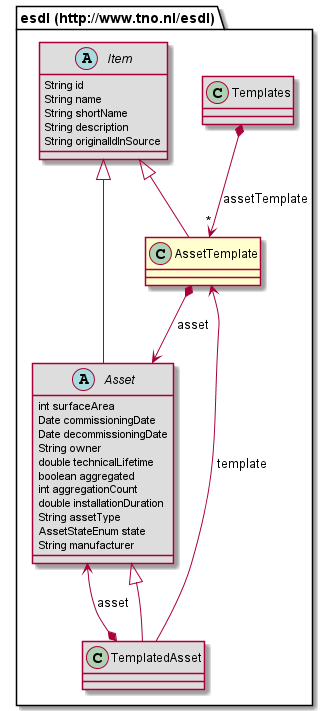 esdl (http://www.tno.nl/esdl)
A Item
String id
String name
String shortName
String description
String originalIdInSource
C Templates
assetTemplate
*
C AssetTemplate
asset
A Asset
int surfaceArea
Date commissioningDate
Date decommissioningDate
String owner
double technicalLifetime
boolean aggregated
int aggregationCount
double installationDuration
String assetType
AssetStateEnum state
String manufacturer
template
asset
C TemplatedAsset